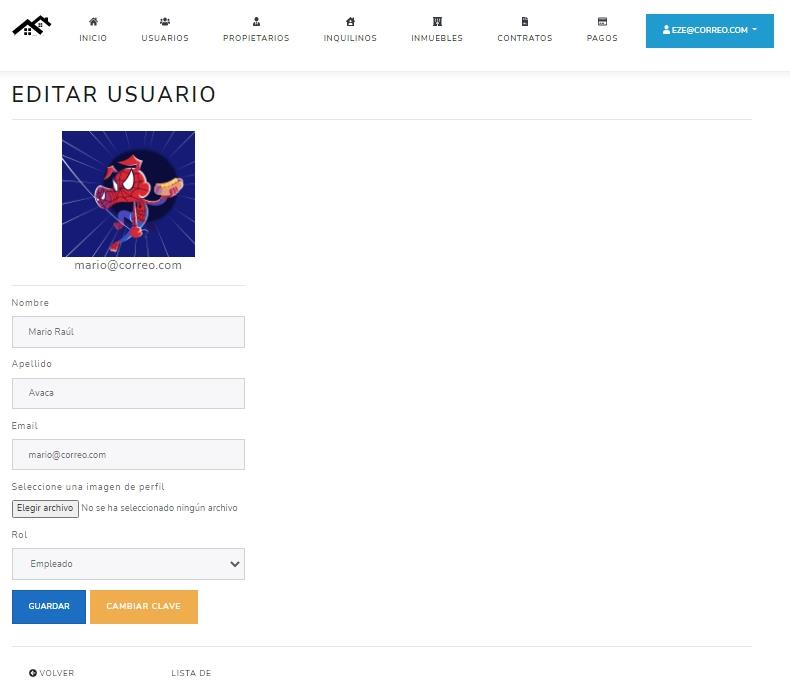 INICIO
USUARIOS
PROPIETARIOS
INQUILINOS
INMUEBLES
CONTRATOS
PAGOS
EZE@CORREO.COM
EDITAR USUARIO
mario@correo.com
Nombre
Mario Raúl
Apellido
Avaca
Email
mario@correo.com
Seleccione una imagen de perfil
Elegir archivo No se ha seleccionado ningún archivo
Rol
Empleado
GUARDAR CAMBIAR CLAVE
VOLVER LISTA DE